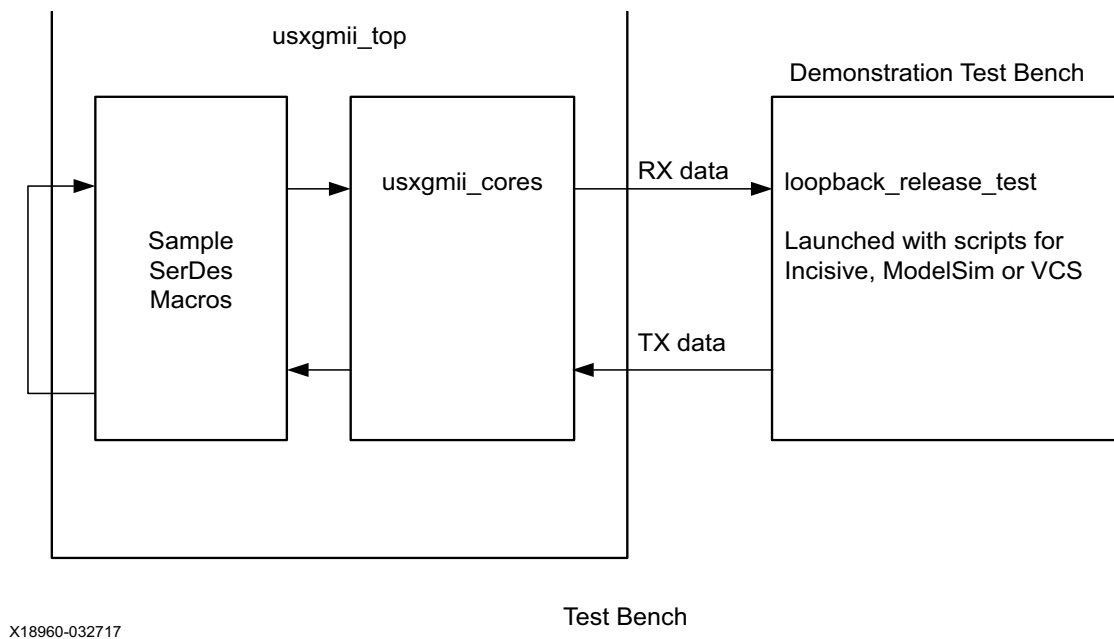 usxgmii_top
Demonstration Test Bench
Sample
SerDes
Macros
usxgmii_cores
RX data
TX data
loopback_release_test
Launched with scripts for
Incisive, ModelSim or VCS
Test Bench
X18960-032717